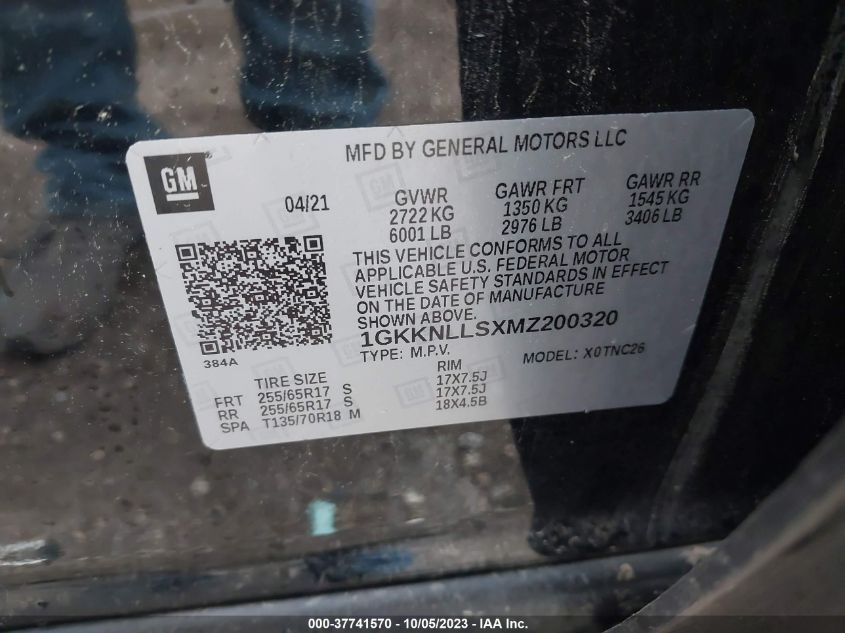 MFD BY GENERAL MOTORS LLC
GM
04/21
GVWR
2722 KG
6001 LB
GAWR FRT
1350 KG
2976 LB
GAWR RR
1545 KG
3406 LB
THIS VEHICLE CONFORMS TO ALL
APPLICABLE U.S. FEDERAL MOTOR
VEHICLE SAFETY STANDARDS IN EFFECT
ON THE DATE OF MANUFACTURE
SHOWN ABOVE.
1GKKNLLSXMZ200320
TYPE: M.P.V. MODEL: X0TNC26
384A
TIRE SIZE RIM
FRT 255/65R17 S 17X7.5J
RR 255/65R17 S 17X7.5J
SPA T135/70R18 M 18X4.5B
000-37741570 - 10/05/2023 - IAA Inc.